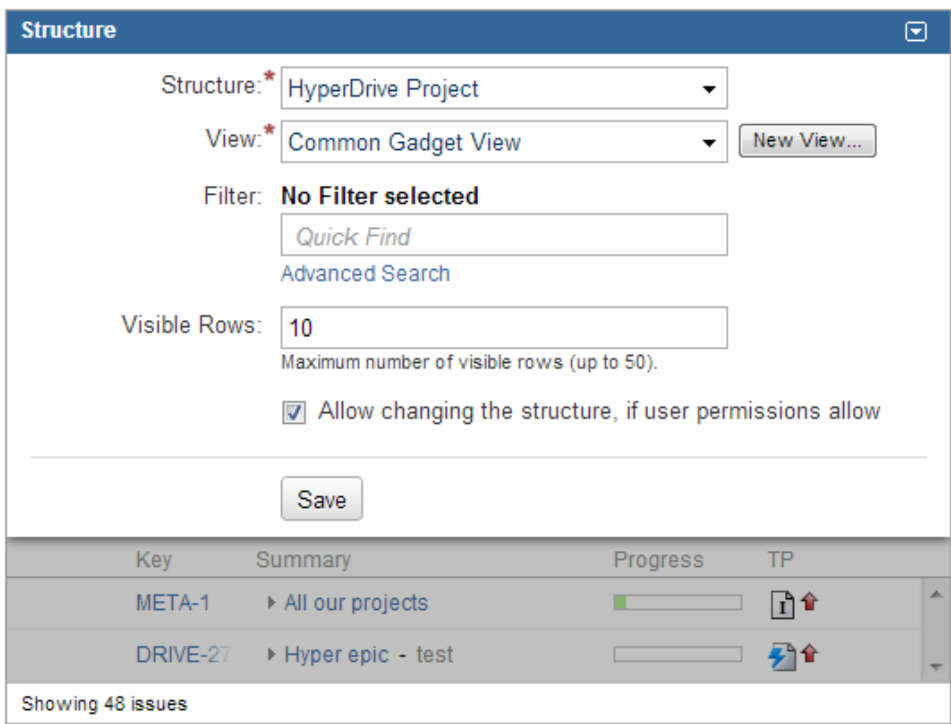 Structure
Structure:* HyperDrive Project
View:* Common Gadget View New View...
Filter: No Filter selected
Quick Find
Advanced Search
Visible Rows: 10
Maximum number of visible rows (up to 50).
Allow changing the structure, if user permissions allow
Save
Key Summary Progress TP
META-1 All our projects I
DRIVE-27 Hyper epic - test
Showing 48 issues